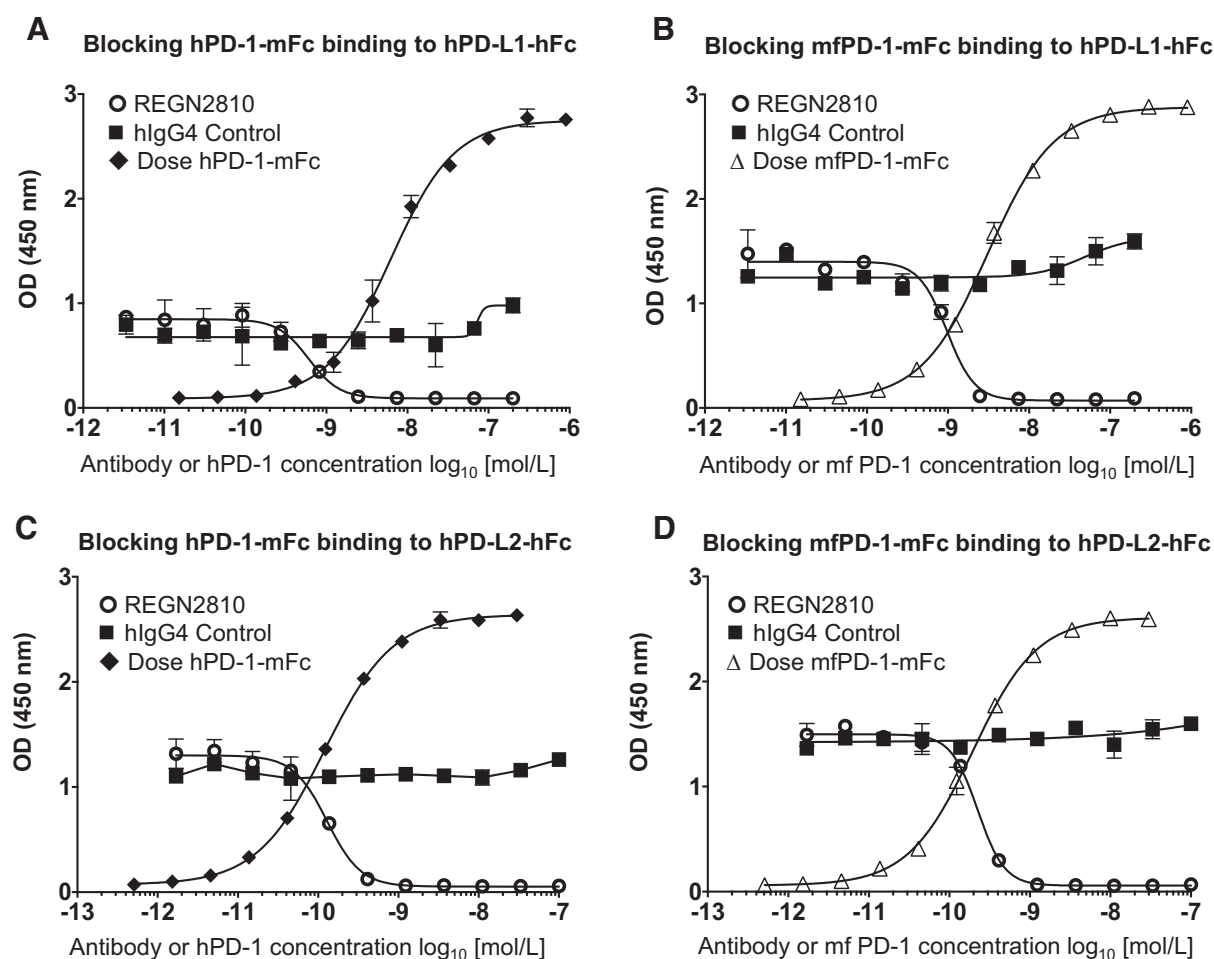 A
Blocking hPD-1-mFc binding to hPD-L1-hFc
REGN2810
hIgG4 Control
Dose hPD-1-mFc
OD (450 nm)
3
2
1
0
-12 -11 -10 -9 -8 -7 -6
Antibody or hPD-1 concentration log10 [mol/L]
B
Blocking mfPD-1-mFc binding to hPD-L1-hFc
REGN2810
hIgG4 Control
Dose mfPD-1-mFc
OD (450 nm)
3
2
1
0
-12 -11 -10 -9 -8 -7 -6
Antibody or mf PD-1 concentration log10 [mol/L]
C
Blocking hPD-1-mFc binding to hPD-L2-hFc
REGN2810
hIgG4 Control
Dose hPD-1-mFc
OD (450 nm)
3
2
1
0
-13 -12 -11 -10 -9 -8 -7
Antibody or hPD-1 concentration log10 [mol/L]
D
Blocking mfPD-1-mFc binding to hPD-L2-hFc
REGN2810
hIgG4 Control
Dose mfPD-1-mFc
OD (450 nm)
3
2
1
0
-13 -12 -11 -10 -9 -8 -7
Antibody or mf PD-1 concentration log10 [mol/L]